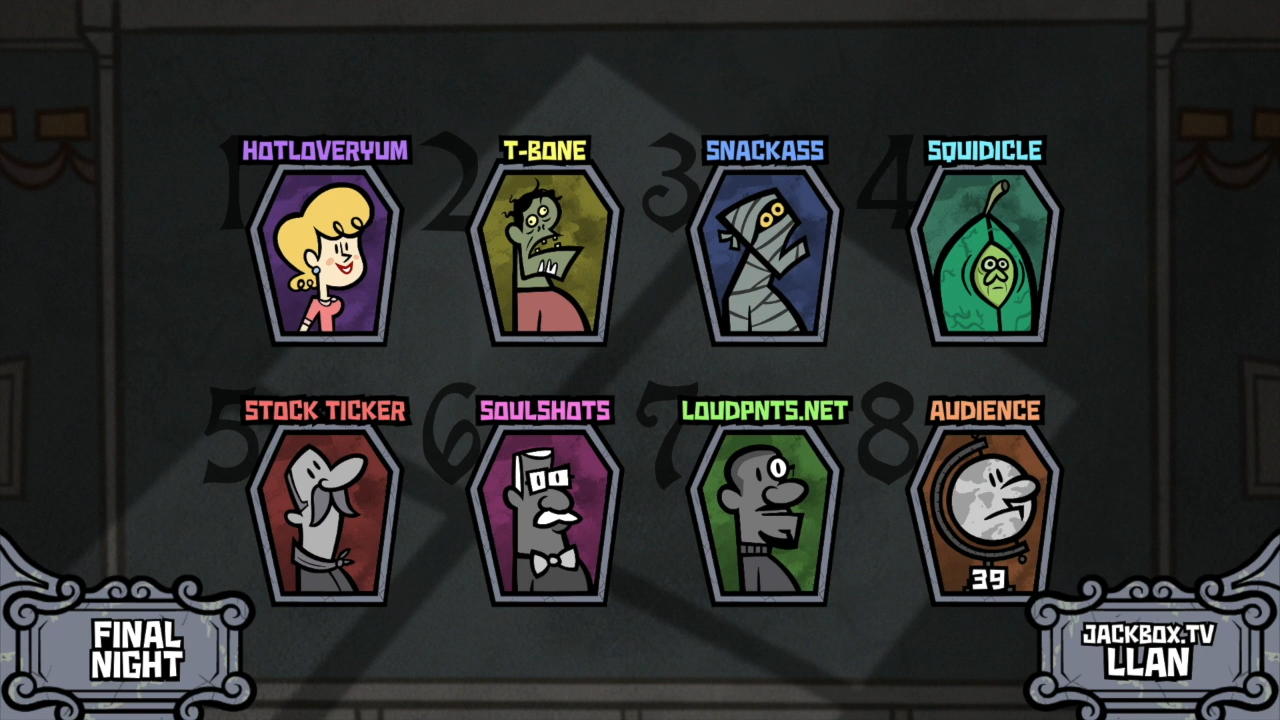 1 HOTLOVERYUM
2 T-BONE
3 SNACKASS
4 SQUIDICLE
5 STOCK TICKER
6 SOULSHOTS
7 LOUDPNTS.NET
8 AUDIENCE
39
FINAL
NIGHT
JACKBOX.TV
LLAN